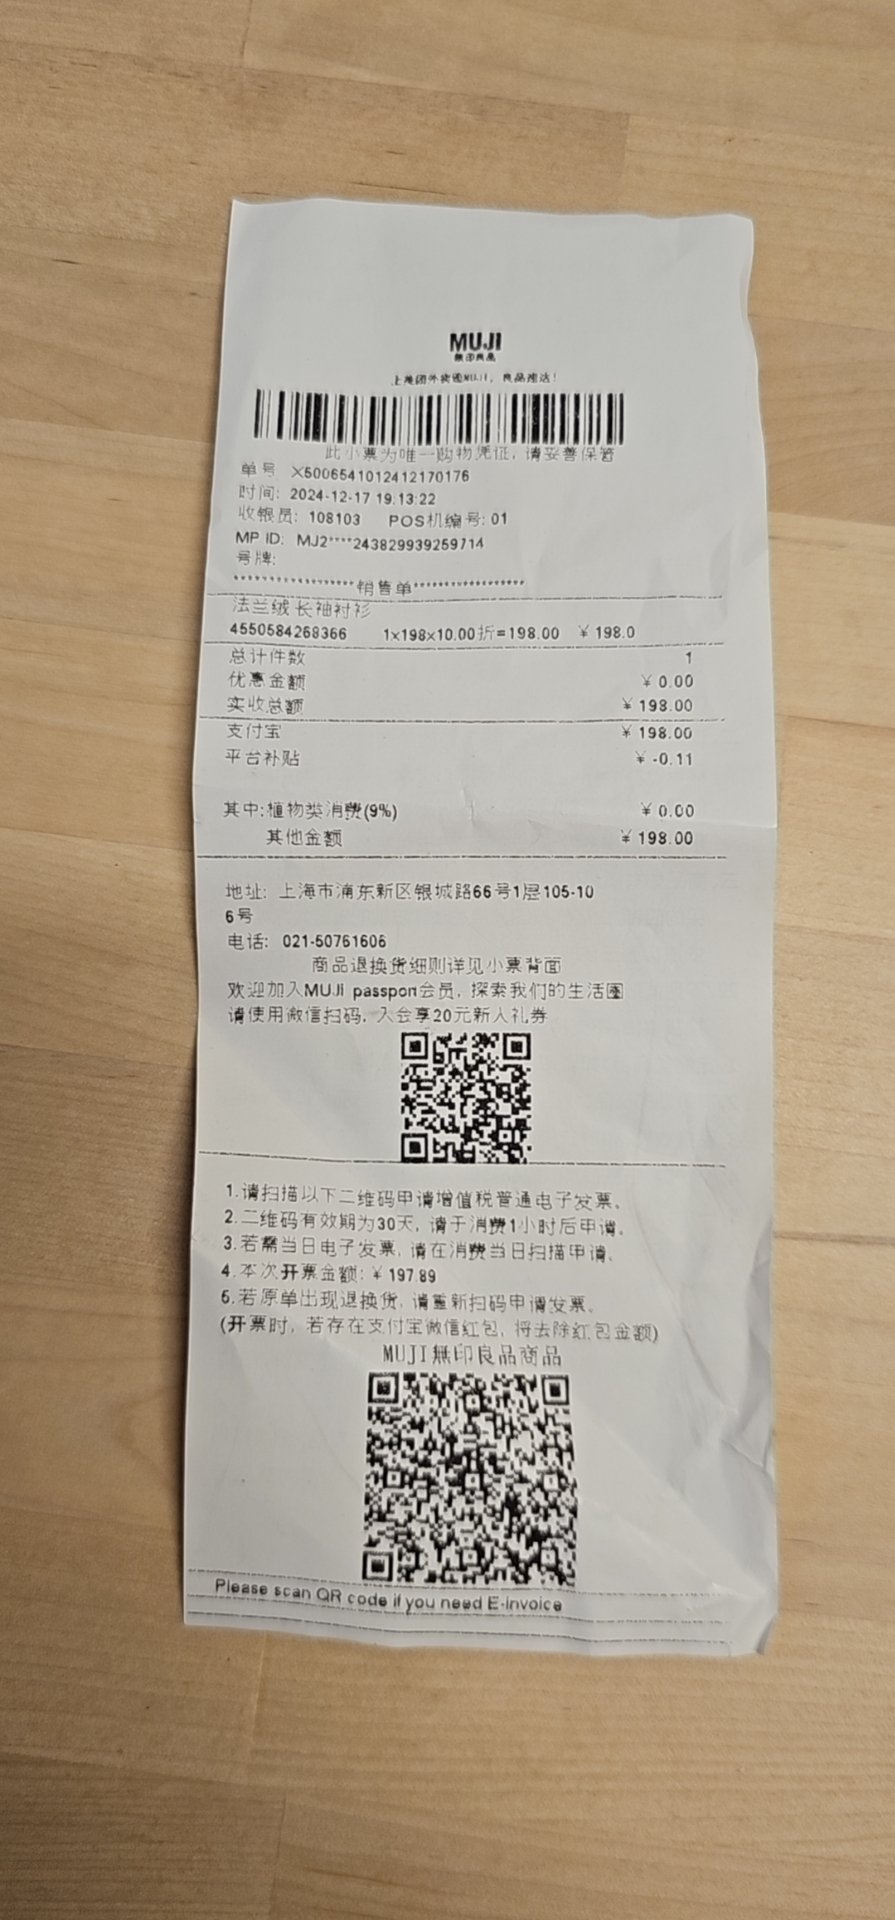 MUJI
無印良品
上美团外卖搜MUJI，良品速达！
此小票为唯一购物凭证，请妥善保管
单号 X5006541012412170176
时间: 2024-12-17 19:13:22
收银员: 108103 POS机编号: 01
MP ID: MJ2****243829939259714
号牌:
******************销售单******************
法兰绒长袖衬衫
4550584268366 1×198×10.00折=198.00 ￥198.0
总计件数 1
优惠金额 ￥0.00
实收总额 ￥198.00
支付宝 ￥198.00
平台补贴 ￥-0.11
其中:植物类消费(9%) ￥0.00
其他金额 ￥198.00
地址: 上海市浦东新区银城路66号1层105-10
6号
电话: 021-50761606
商品退换货细则详见小票背面
欢迎加入MUJI passport会员, 探索我们的生活圈
请使用微信扫码, 入会享20元新人礼券
1.请扫描以下二维码申请增值税普通电子发票。
2.二维码有效期为30天, 请于消费1小时后申请。
3.若需当日电子发票, 请在消费当日扫描申请。
4.本次开票金额: ￥197.89
5.若原单出现退换货, 请重新扫码申请发票。
(开票时, 若存在支付宝微信红包, 将去除红包金额)
MUJI無印良品商品
Please scan QR code if you need E-invoice